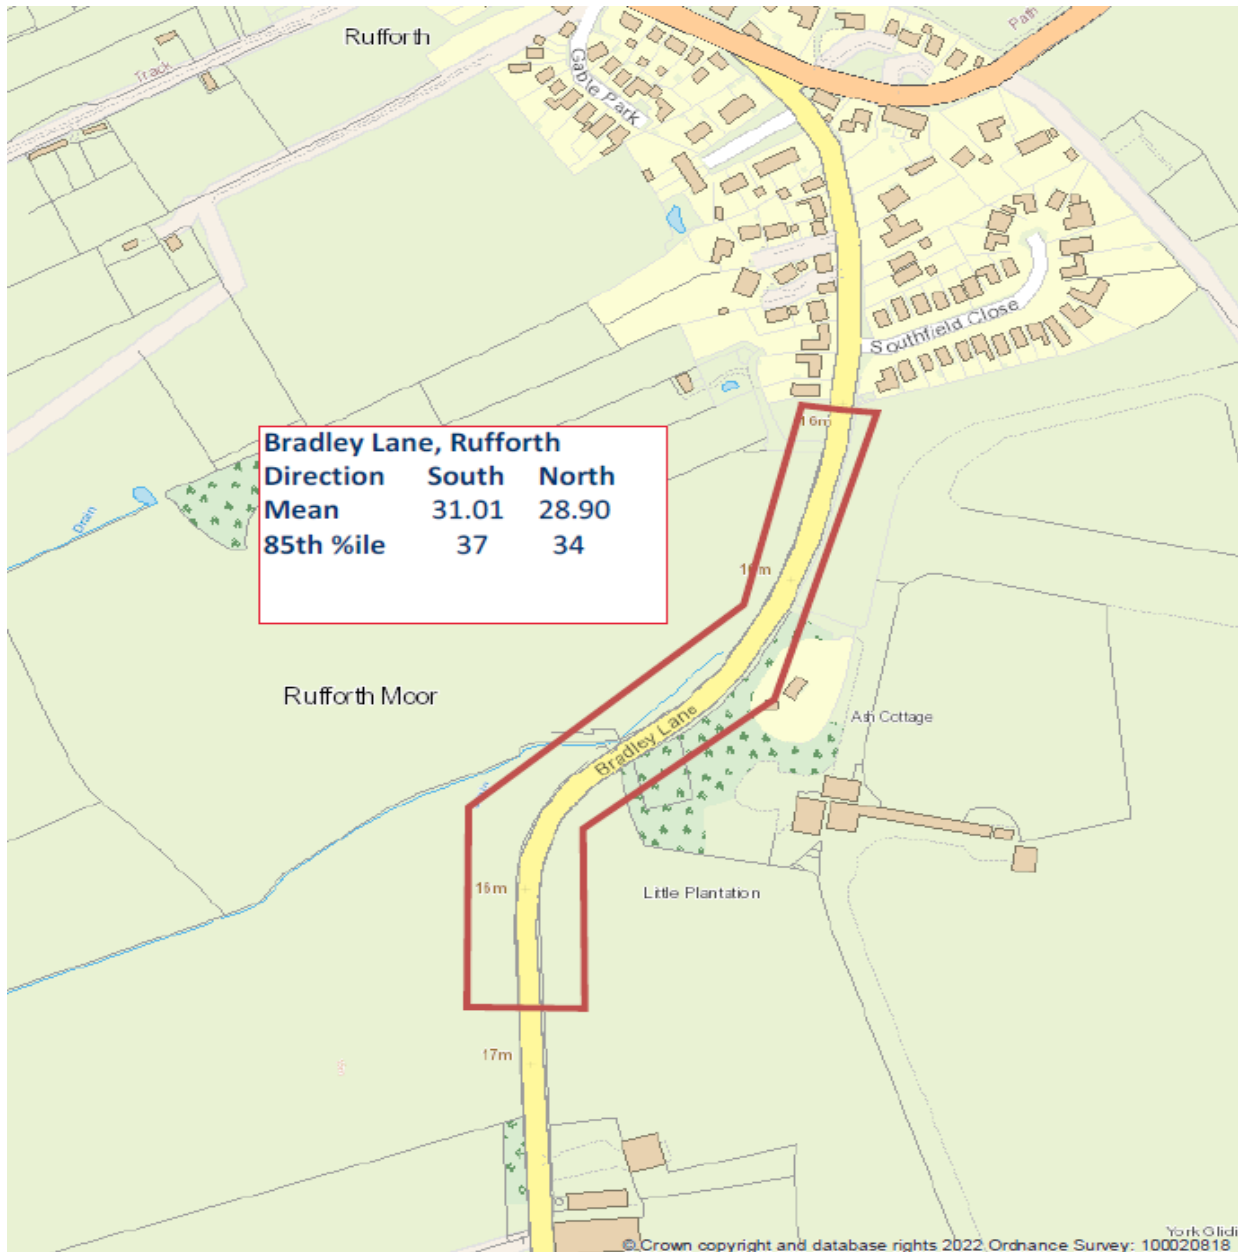 Rufforth
Path
Track
Gable Park
Southfield Close
16m
Bradley Lane, Rufforth
Direction South North
Mean 31.01 28.90
85th %ile 37 34
Drain
Rufforth Moor
Ash Cottage
Bradley Lane
16m
Little Plantation
17m
York Glidi
© Crown copyright and database rights 2022 Ordnance Survey: 100020818